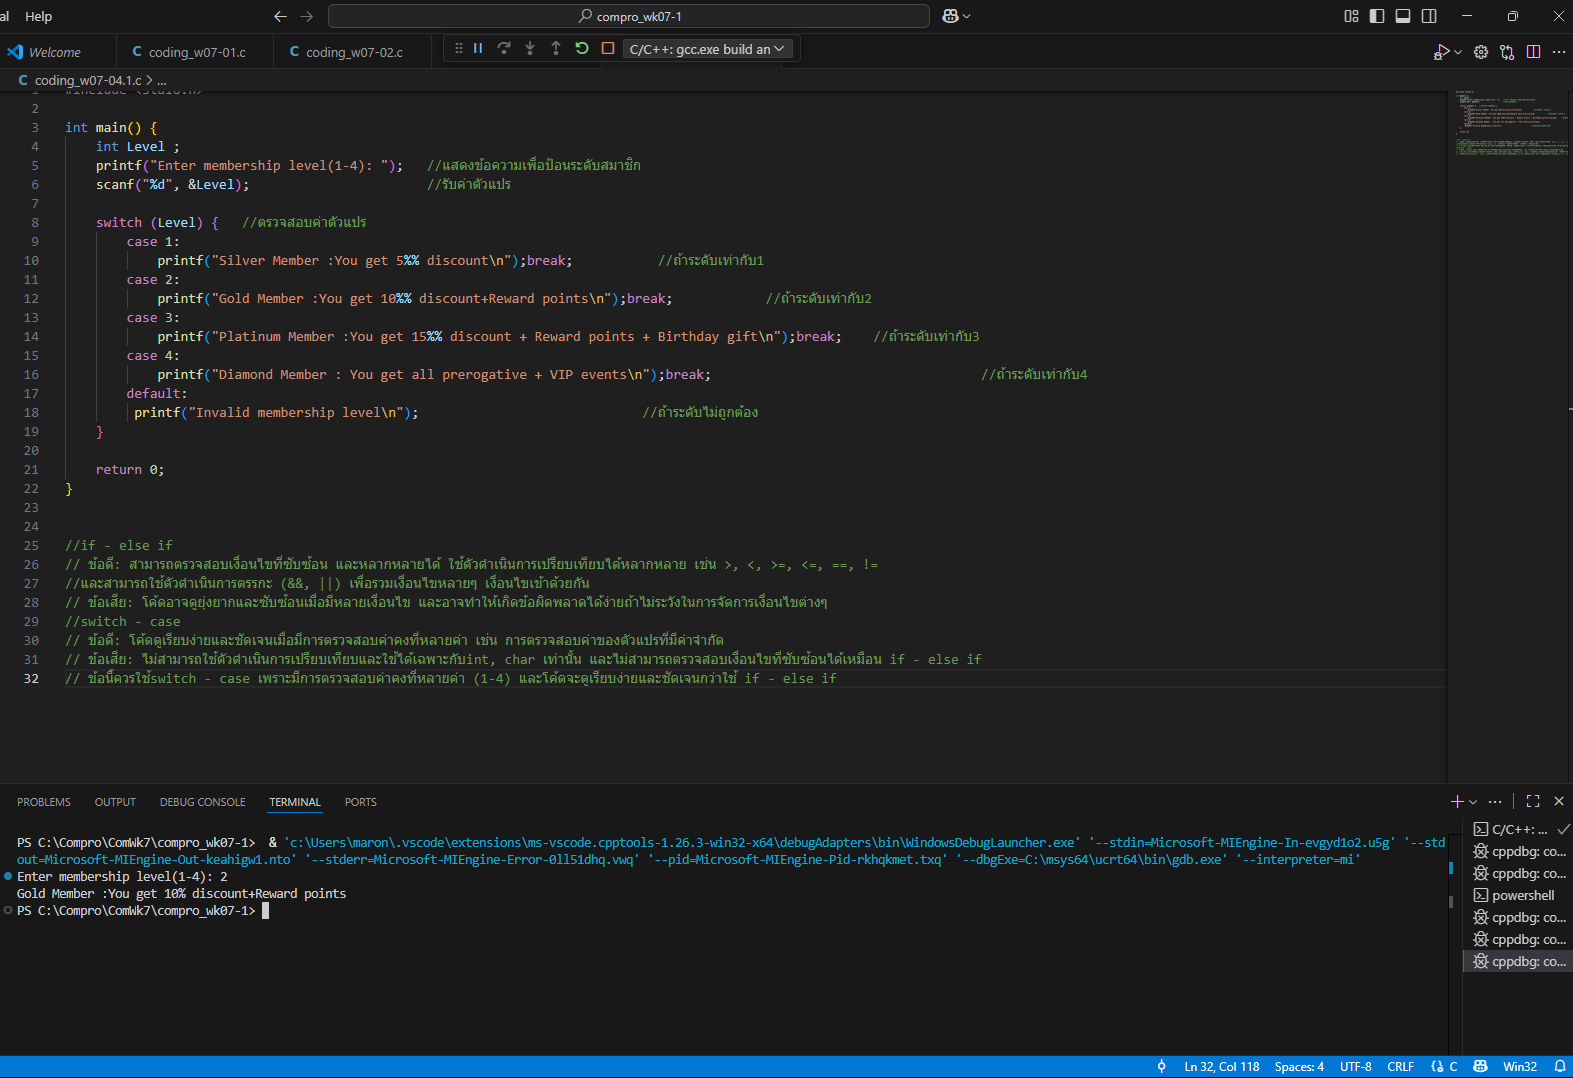 al Help
compro_wk07-1
Welcome
C coding_w07-01.c
C coding_w07-02.c
C/C++: gcc.exe build an
C coding_w07-04.1.c > ...
1 #include <stdio.h>
2
3 int main() {
4 int Level ;
5 printf("Enter membership level(1-4): "); //แสดงข้อความเพื่อป้อนระดับสมาชิก
6 scanf("%d", &Level); //รับค่าตัวแปร
7
8 switch (Level) { //ตรวจสอบค่าตัวแปร
9 case 1:
10 printf("Silver Member :You get 5%% discount\n");break; //ถ้าระดับเท่ากับ1
11 case 2:
12 printf("Gold Member :You get 10%% discount+Reward points\n");break; //ถ้าระดับเท่ากับ2
13 case 3:
14 printf("Platinum Member :You get 15%% discount + Reward points + Birthday gift\n");break; //ถ้าระดับเท่ากับ3
15 case 4:
16 printf("Diamond Member : You get all prerogative + VIP events\n");break; //ถ้าระดับเท่ากับ4
17 default:
18 printf("Invalid membership level\n"); //ถ้าระดับไม่ถูกต้อง
19 }
20
21 return 0;
22 }
23
24
25 //if - else if
26 // ข้อดี: สามารถตรวจสอบเงื่อนไขที่ซับซ้อน และหลากหลายได้ ใช้ตัวดำเนินการเปรียบเทียบได้หลากหลาย เช่น >, <, >=, <=, ==, !=
27 //และสามารถใช้ตัวดำเนินการตรรกะ (&&, ||) เพื่อรวมเงื่อนไขหลายๆ เงื่อนไขเข้าด้วยกัน
28 // ข้อเสีย: โค้ดอาจดูยุ่งยากและซับซ้อนเมื่อมีหลายเงื่อนไข และอาจทำให้เกิดข้อผิดพลาดได้ง่ายถ้าไม่ระวังในการจัดการเงื่อนไขต่างๆ
29 //switch - case
30 // ข้อดี: โค้ดดูเรียบง่ายและชัดเจนเมื่อมีการตรวจสอบค่าคงที่หลายค่า เช่น การตรวจสอบค่าของตัวแปรที่มีค่าจำกัด
31 // ข้อเสีย: ไม่สามารถใช้ตัวดำเนินการเปรียบเทียบและใช้ได้เฉพาะกับint, char เท่านั้น และไม่สามารถตรวจสอบเงื่อนไขที่ซับซ้อนได้เหมือน if - else if
32 // ข้อนี้ควรใช้switch - case เพราะมีการตรวจสอบค่าคงที่หลายค่า (1-4) และโค้ดจะดูเรียบง่ายและชัดเจนกว่าใช้ if - else if
PROBLEMS OUTPUT DEBUG CONSOLE TERMINAL PORTS
PS C:\Compro\ComWk7\compro_wk07-1> & 'c:\Users\maron\.vscode\extensions\ms-vscode.cpptools-1.26.3-win32-x64\debugAdapters\bin\WindowsDebugLauncher.exe' '--stdin=Microsoft-MIEngine-In-evgyd1o2.u5g' '--std
out=Microsoft-MIEngine-Out-keahigw1.nto' '--stderr=Microsoft-MIEngine-Error-0ll51dhq.vwq' '--pid=Microsoft-MIEngine-Pid-rkhqkmet.txq' '--dbgExe=C:\msys64\ucrt64\bin\gdb.exe' '--interpreter=mi'
Enter membership level(1-4): 2
Gold Member :You get 10% discount+Reward points
PS C:\Compro\ComWk7\compro_wk07-1>
C/C++: ...
cppdbg: co...
cppdbg: co...
powershell
cppdbg: co...
cppdbg: co...
cppdbg: co...
Ln 32, Col 118 Spaces: 4 UTF-8 CRLF C Win32